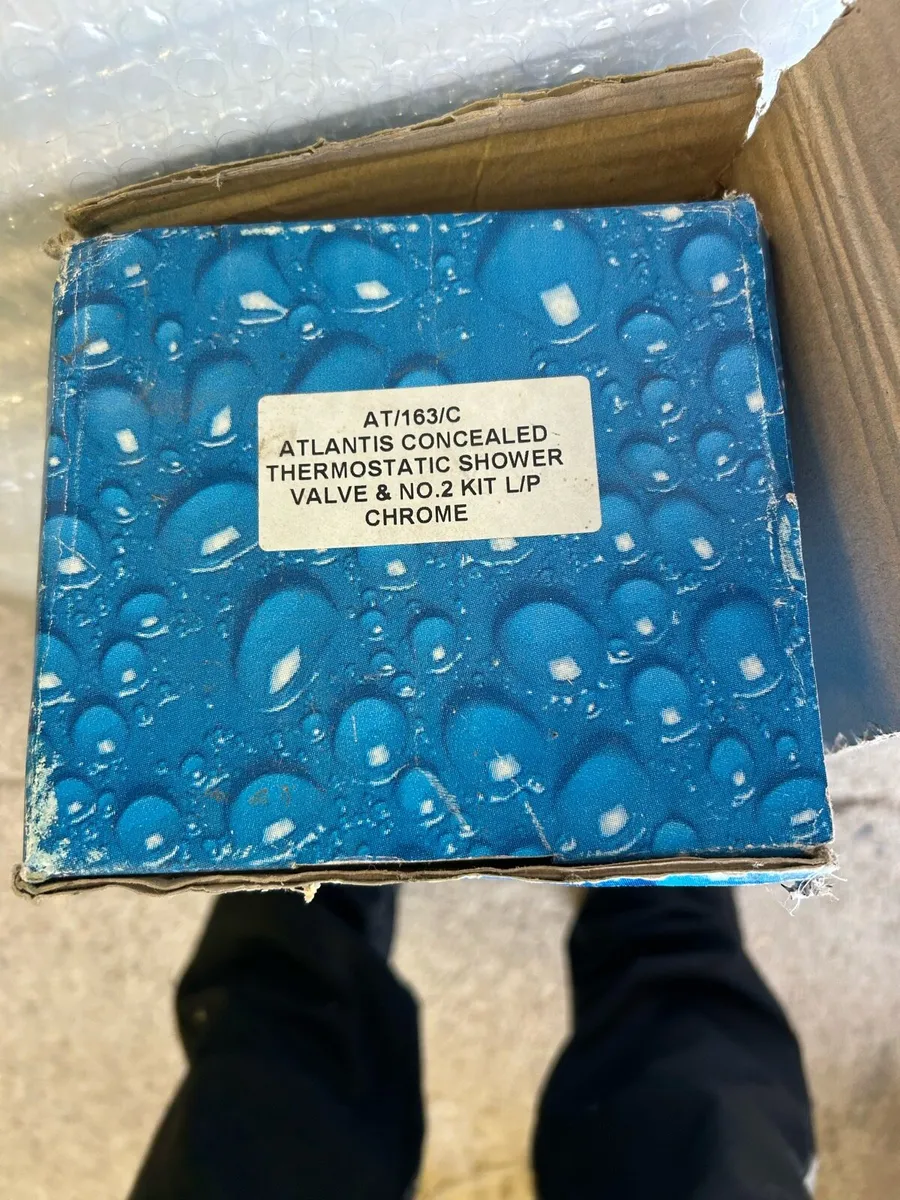 AT/163/C
ATLANTIS CONCEALED
THERMOSTATIC SHOWER
VALVE & NO.2 KIT L/P
CHROME